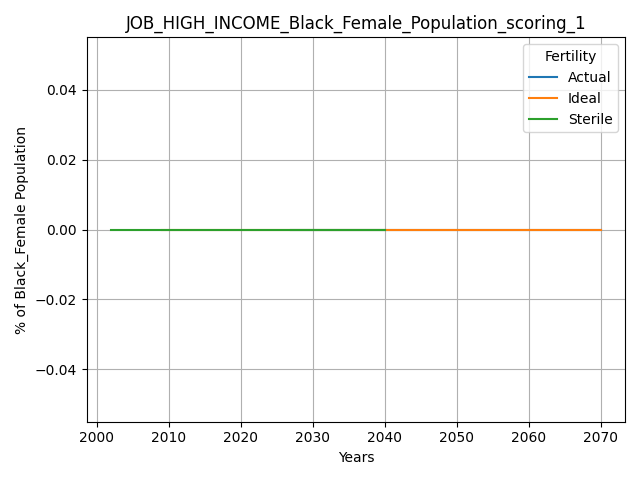 JOB_HIGH_INCOME_Black_Female_Population_scoring_1
Fertility
Actual
Ideal
Sterile
% of Black_Female Population
0.04
0.02
0.00
−0.02
−0.04
2000 2010 2020 2030 2040 2050 2060 2070
Years